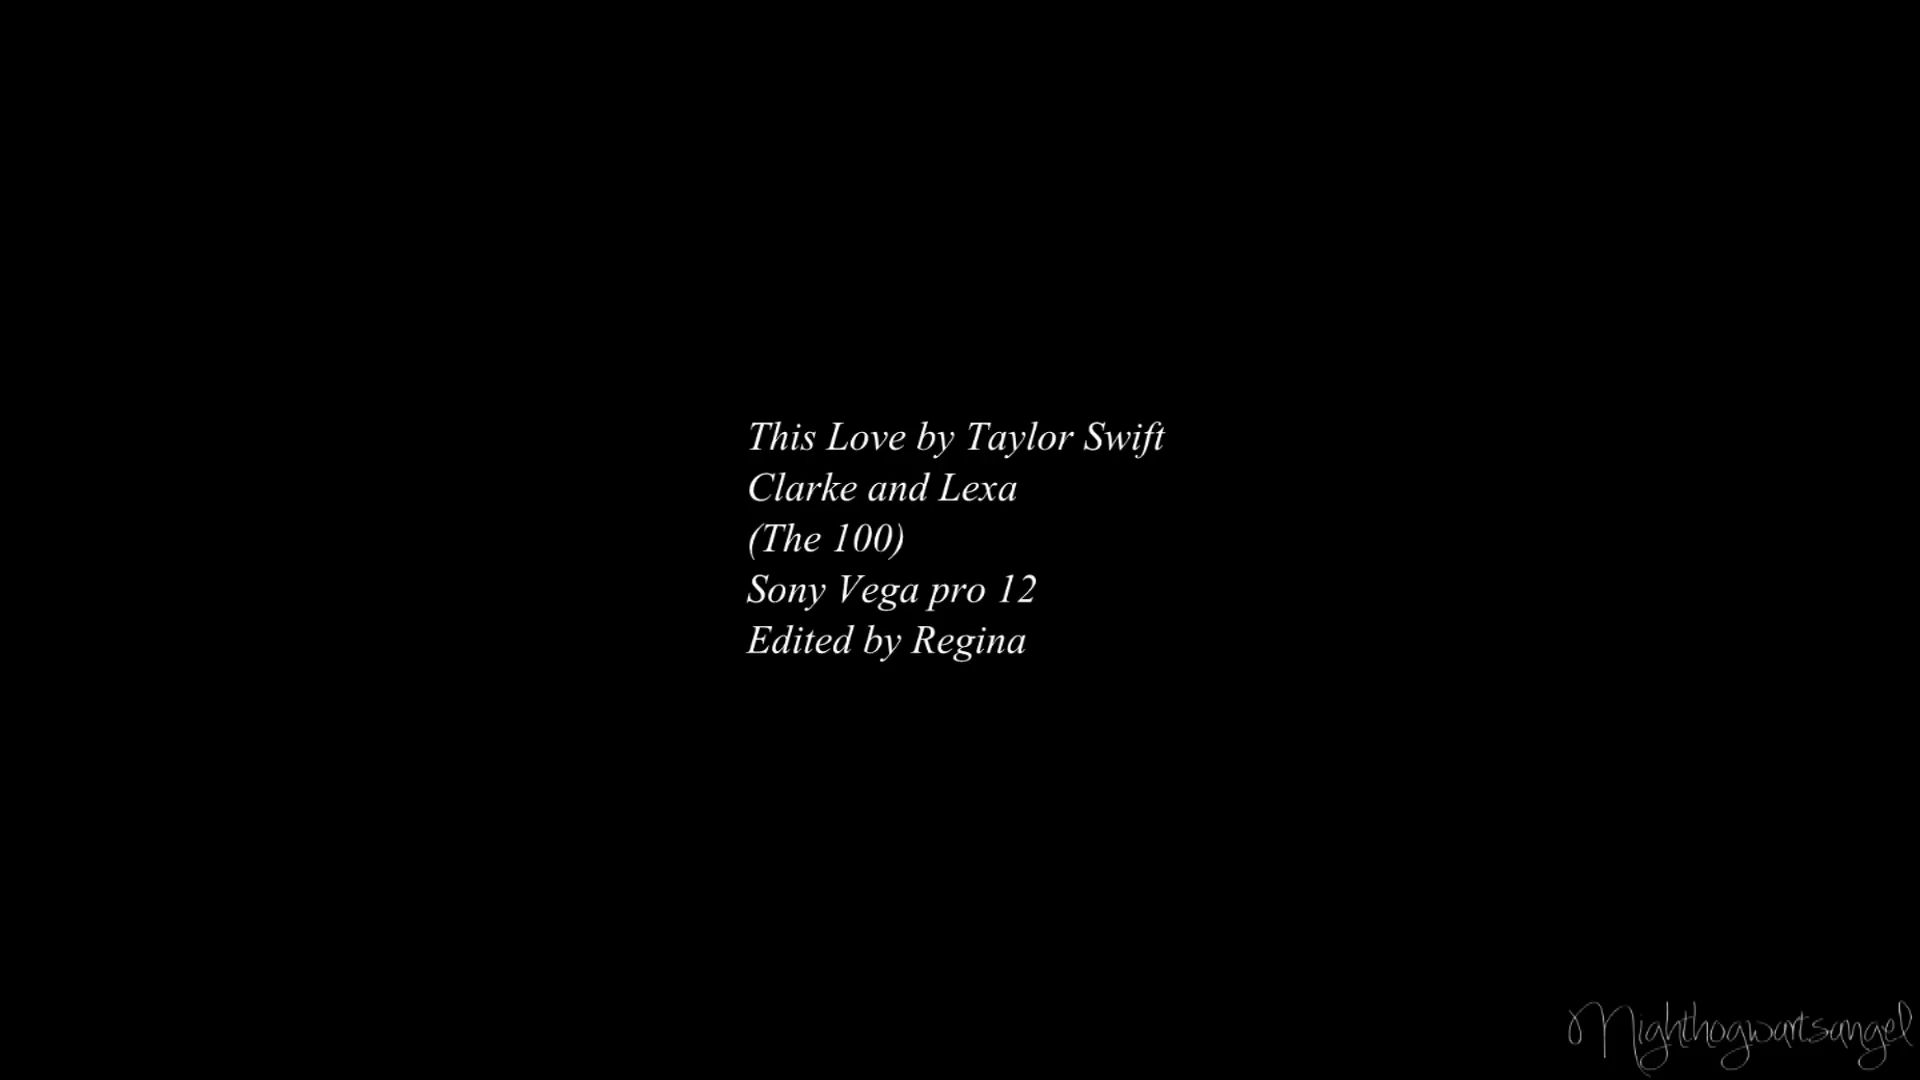 This Love by Taylor Swift
Clarke and Lexa
(The 100)
Sony Vega pro 12
Edited by Regina
Nighthogwartsangel